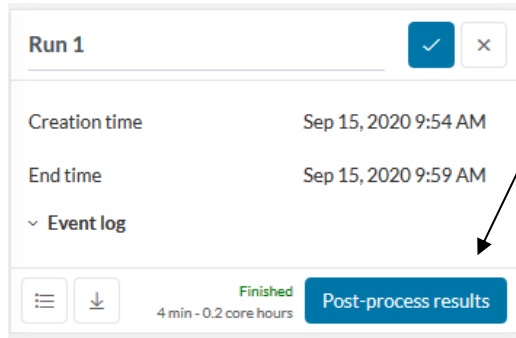 Run 1
Creation time Sep 15, 2020 9:54 AM
End time Sep 15, 2020 9:59 AM
Event log
Finished
4 min - 0.2 core hours
Post-process results